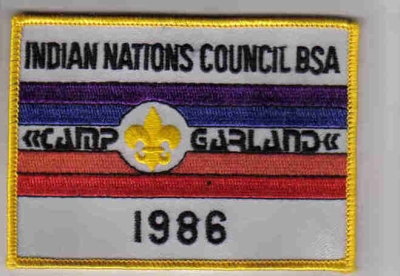 INDIAN NATIONS COUNCIL BSA
«CAMP GARLAND«
1986